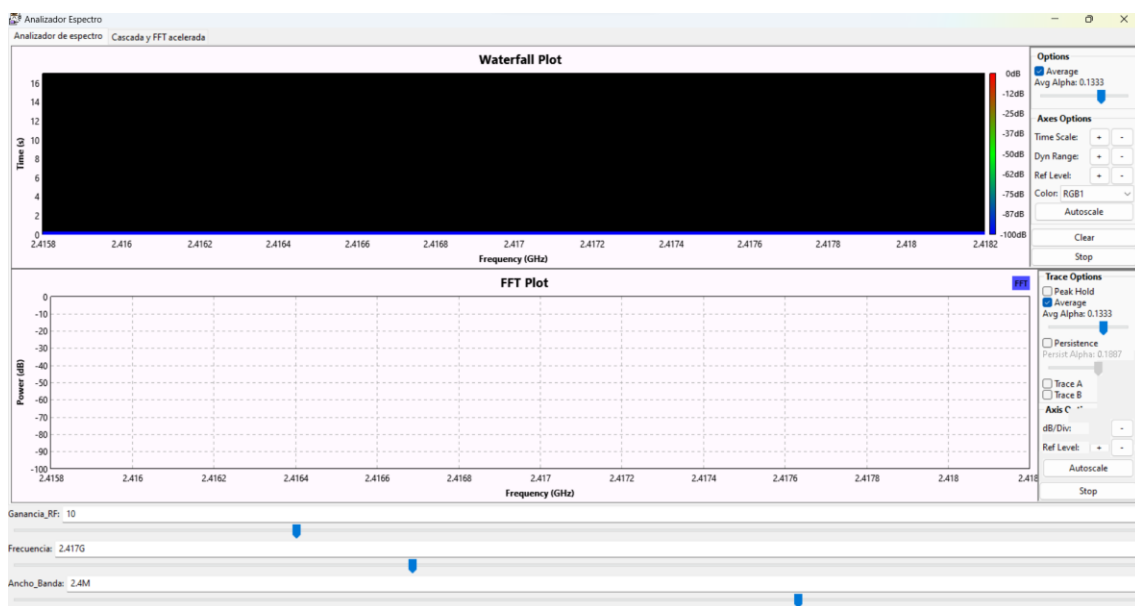 Analizador Espectro
Analizador de espectro Cascada y FFT acelerada
Waterfall Plot
Time (s)
16
14
12
10
8
6
4
2
0
2.4158 2.416 2.4162 2.4164 2.4166 2.4168 2.417 2.4172 2.4174 2.4176 2.4178 2.418 2.4182
Frequency (GHz)
0dB
-12dB
-25dB
-37dB
-50dB
-62dB
-75dB
-87dB
-100dB
Options
Average
Avg Alpha: 0.1333
Axes Options
Time Scale: + -
Dyn Range: + -
Ref Level: + -
Color: RGB1
Autoscale
Clear
Stop
FFT Plot
FFT
Power (dB)
0
-10
-20
-30
-40
-50
-60
-70
-80
-90
-100
2.4158 2.416 2.4162 2.4164 2.4166 2.4168 2.417 2.4172 2.4174 2.4176 2.4178 2.418 2.418
Frequency (GHz)
Trace Options
Peak Hold
Average
Avg Alpha: 0.1333
Persistence
Persist Alpha: 0.1887
Trace A
Trace B
Axis
dB/Div: -
Ref Level: + -
Autoscale
Stop
Ganancia_RF: 10
Frecuencia: 2.417G
Ancho_Banda: 2.4M